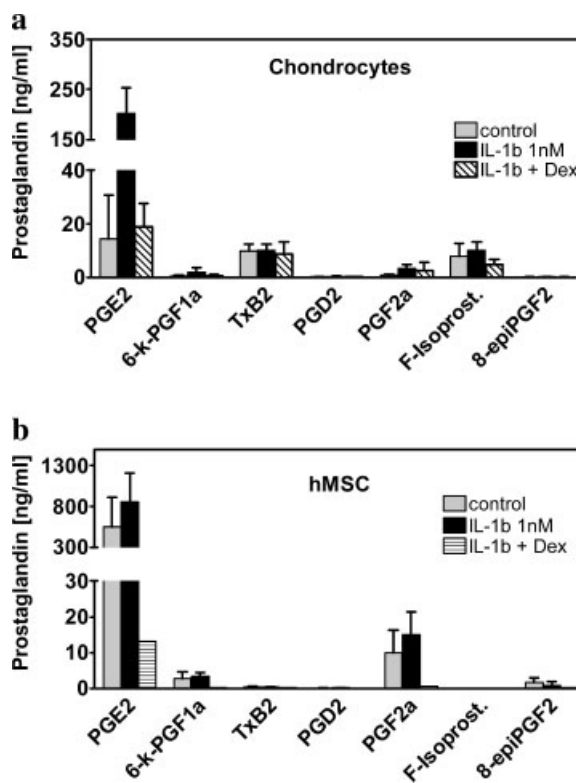 a
350
250
150
40
20
0
Prostaglandin [ng/ml]
Chondrocytes
control
IL-1b 1nM
IL-1b + Dex
PGE2
6-k-PGF1a
TxB2
PGD2
PGF2a
F-Isoprost.
8-epiPGF2
b
1300
800
300
30
20
10
0
Prostaglandin [ng/ml]
hMSC
control
IL-1b 1nM
IL-1b + Dex
PGE2
6-k-PGF1a
TxB2
PGD2
PGF2a
F-Isoprost.
8-epiPGF2